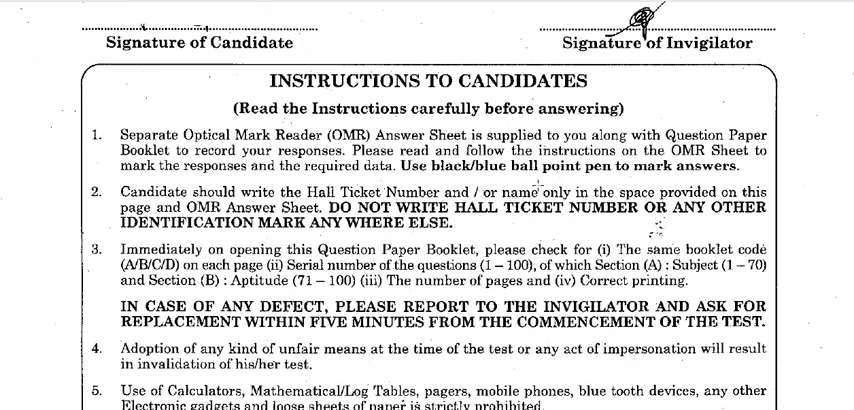 Signature of Candidate
Signature of Invigilator
INSTRUCTIONS TO CANDIDATES
(Read the Instructions carefully before answering)
1. Separate Optical Mark Reader (OMR) Answer Sheet is supplied to you along with Question Paper
Booklet to record your responses. Please read and follow the instructions on the OMR Sheet to
mark the responses and the required data. Use black/blue ball point pen to mark answers.
2. Candidate should write the Hall Ticket Number and / or name only in the space provided on this
page and OMR Answer Sheet. DO NOT WRITE HALL TICKET NUMBER OR ANY OTHER
IDENTIFICATION MARK ANY WHERE ELSE.
3. Immediately on opening this Question Paper Booklet, please check for (i) The same booklet code
(A/B/C/D) on each page (ii) Serial number of the questions (1 – 100), of which Section (A) : Subject (1 – 70)
and Section (B) : Aptitude (71 – 100) (iii) The number of pages and (iv) Correct printing.
IN CASE OF ANY DEFECT, PLEASE REPORT TO THE INVIGILATOR AND ASK FOR
REPLACEMENT WITHIN FIVE MINUTES FROM THE COMMENCEMENT OF THE TEST.
4. Adoption of any kind of unfair means at the time of the test or any act of impersonation will result
in invalidation of his/her test.
5. Use of Calculators, Mathematical/Log Tables, pagers, mobile phones, blue tooth devices, any other
Electronic gadgets and loose sheets of paper is strictly prohibited.